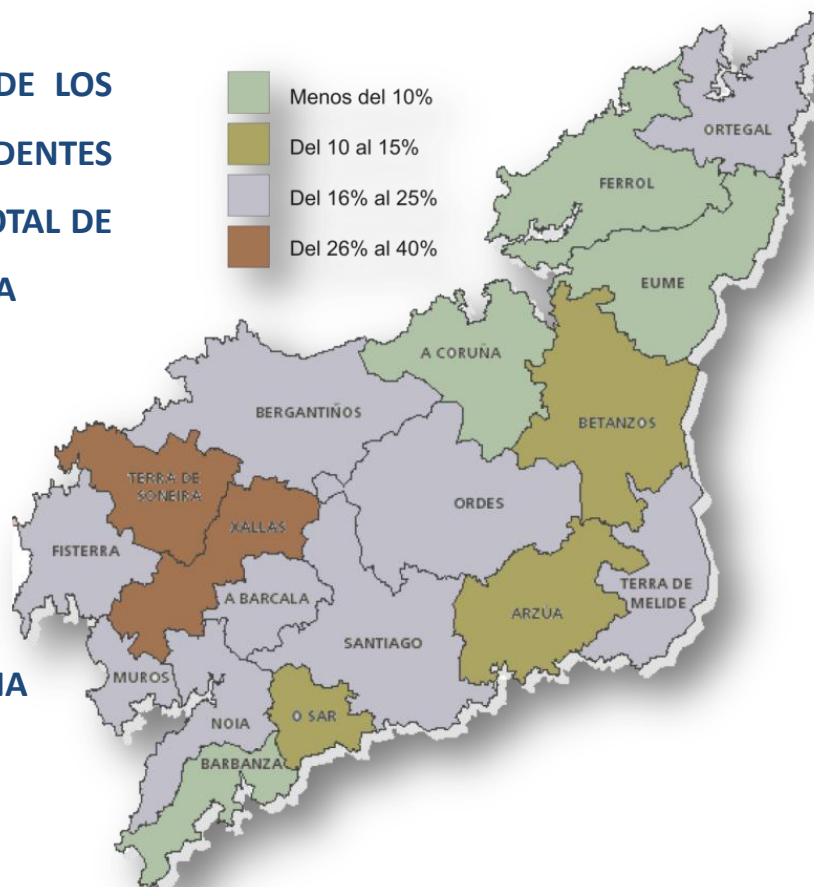 DE LOS
DENTES
OTAL DE
A
Menos del 10%
Del 10 al 15%
Del 16% al 25%
Del 26% al 40%
ORTEGAL
FERROL
EUME
A CORUÑA
BERGANTIÑOS
BETANZOS
TERRA DE
SONEIRA
ORDES
XALLAS
FISTERRA
A BARCALA
TERRA DE
MELIDE
ARZÚA
SANTIAGO
MUROS
IA
NOIA
O SAR
BARBANZA